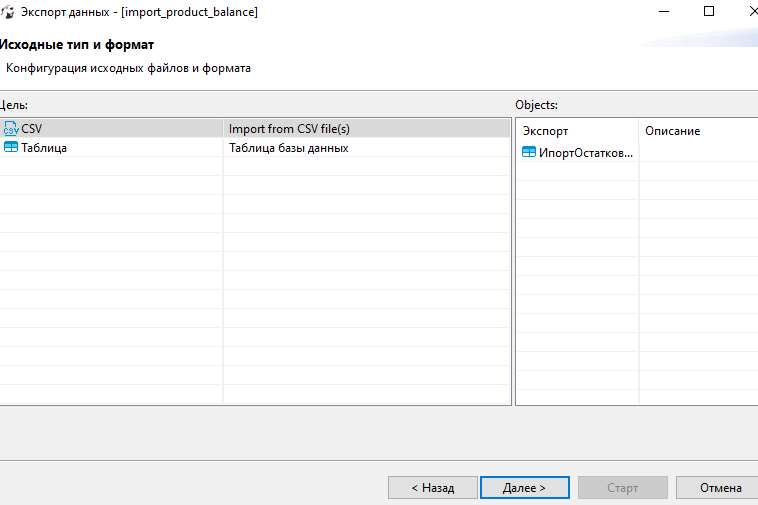 Экспорт данных - [import_product_balance]
Исходные тип и формат
Конфигурация исходных файлов и формата
Цель:
Objects:
CSV Import from CSV file(s)
Таблица Таблица базы данных
Экспорт Описание
ИпортОстатков...
< Назад Далее > Старт Отмена